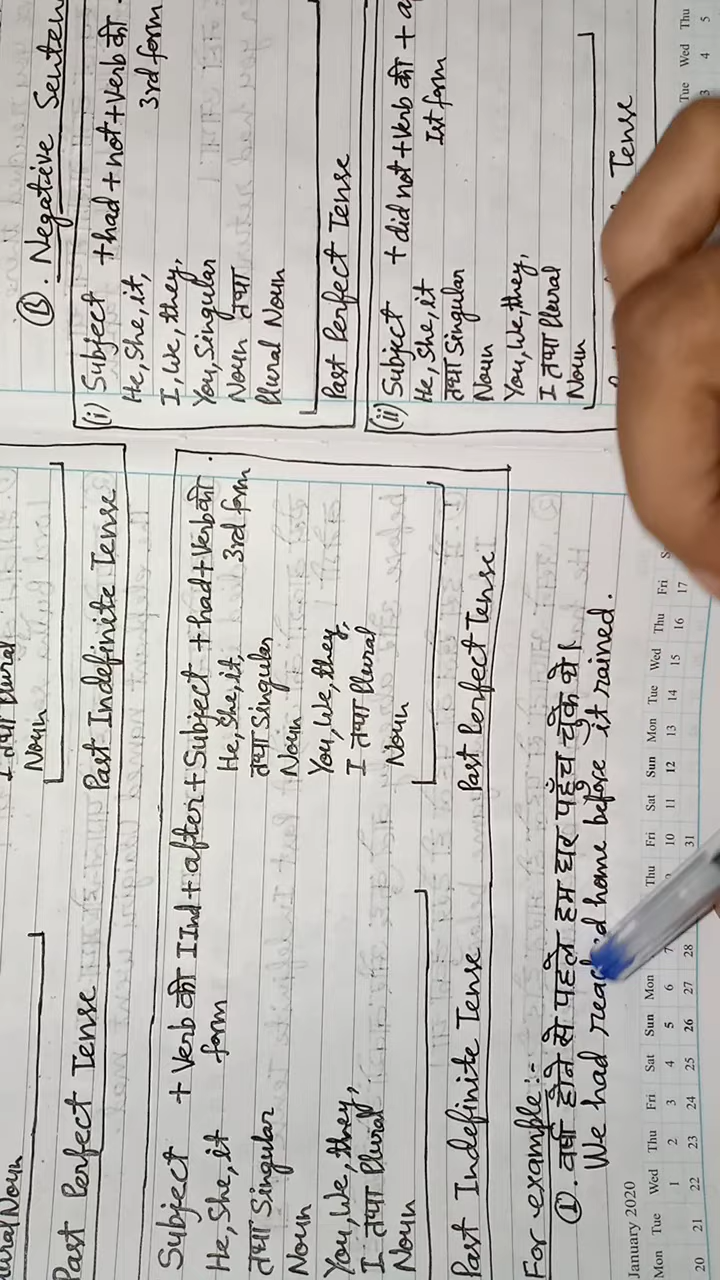 Noun
Past Indefinite Tense
Past Perfect Tense
Subject + Verb की IInd + after + Subject + had + Verb की
form 3rd form
He, She, it He, She, it,
तथा Singular तथा Singular
Noun Noun
You, We, they, You, We, they,
I तथा Plural I तथा Plural
Noun Noun
Past Indefinite Tense Past Perfect Tense
For example:-
①. वर्षा होने से पहले हम घर पहुँच चुके थे।
We had reached home before it rained.
January 2020
Mon Tue Wed Thu Fri Sat Sun Mon
1 2 3 4 5 6 7
Thu Fri Sat Sun Mon Tue Wed Thu Fri
10 11 12 13 14 15 16 17
20 21 22 23 24 25 26 27 28
31
Ⓑ. Negative
(i) Subject + had + not + Verb की
3rd form
He, She, it,
I, We, they,
You, Singular
Noun तथा
Plural Noun
Past Perfect Tense
(ii) Subject + did not + Verb की +
Ist form
He, She, it
तथा Singular
Noun
You, We, they,
I तथा Plural
Noun
Tense
Tue Wed Thu
3 4 5